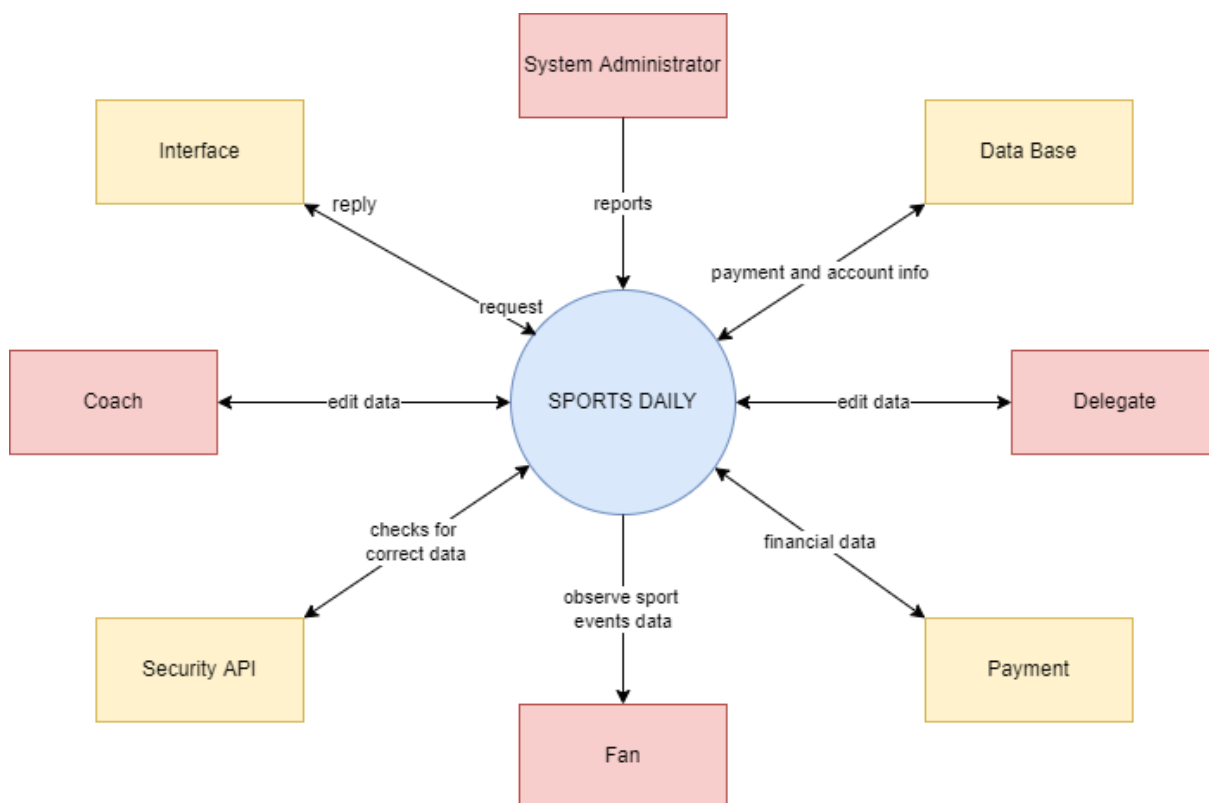 System Administrator
Interface
Data Base
reply
reports
payment and account info
request
Coach
edit data
SPORTS DAILY
edit data
Delegate
checks for
correct data
financial data
observe sport
events data
Security API
Payment
Fan